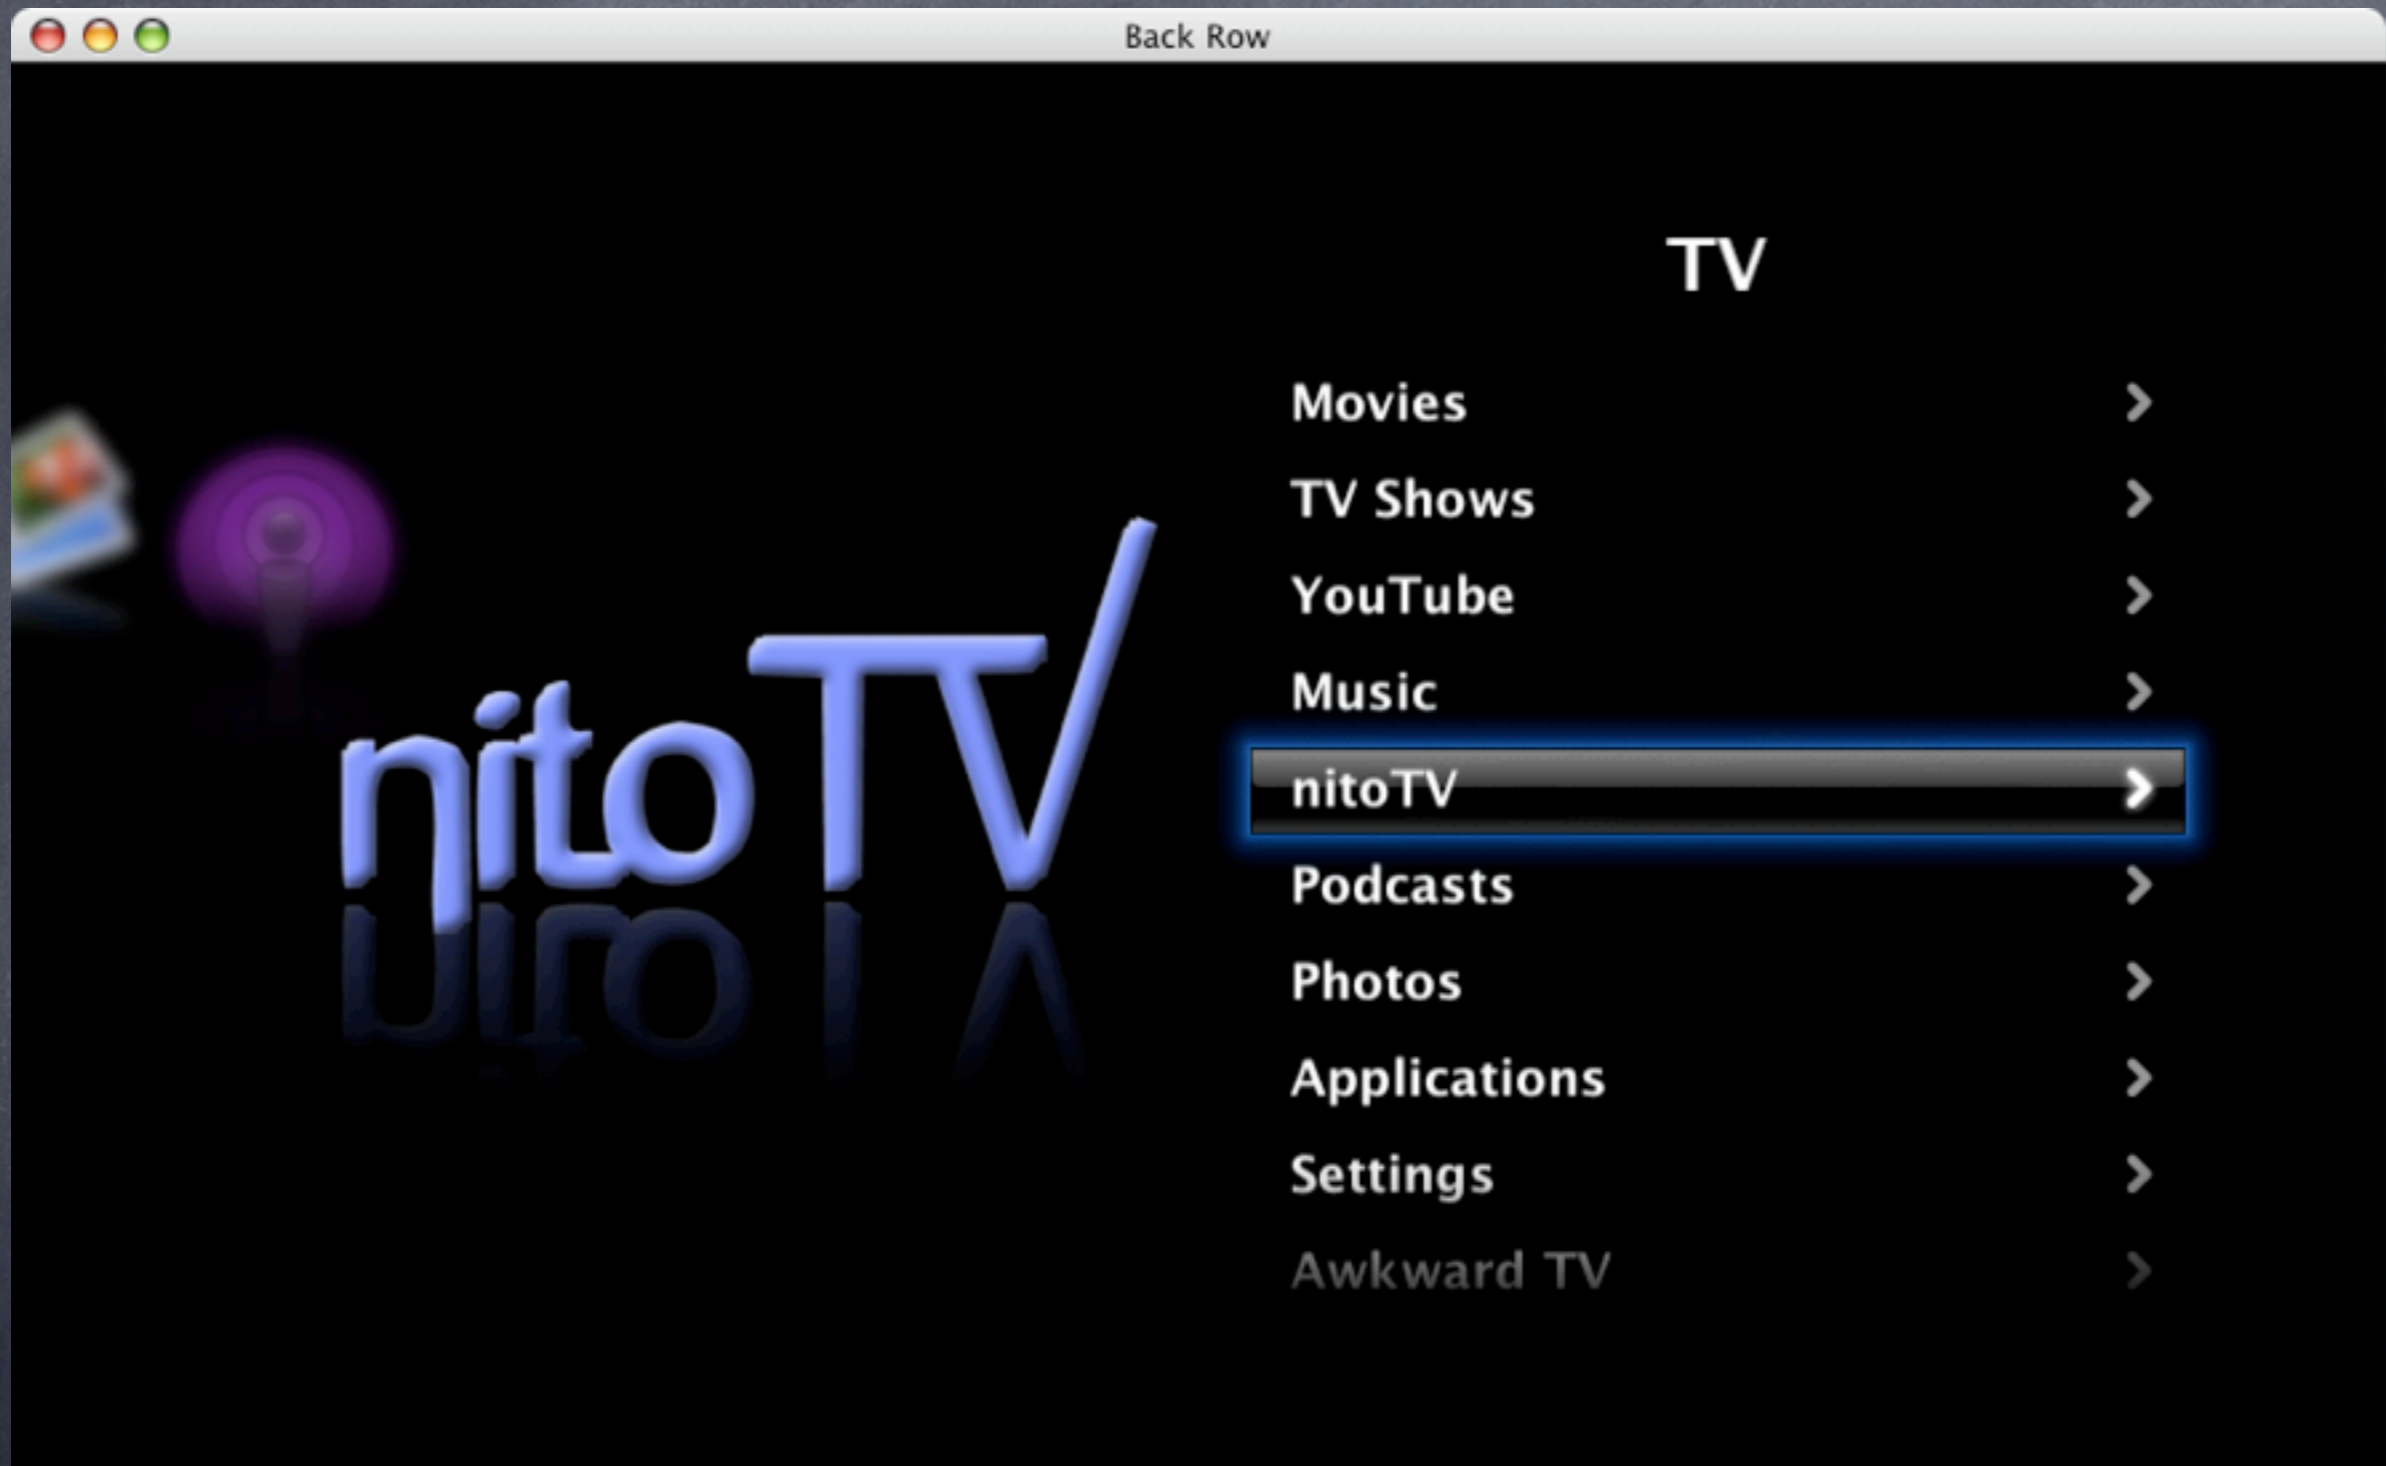 Back Row
TV
nitoTV
Movies
TV Shows
YouTube
Music
nitoTV
Podcasts
Photos
Applications
Settings
Awkward TV